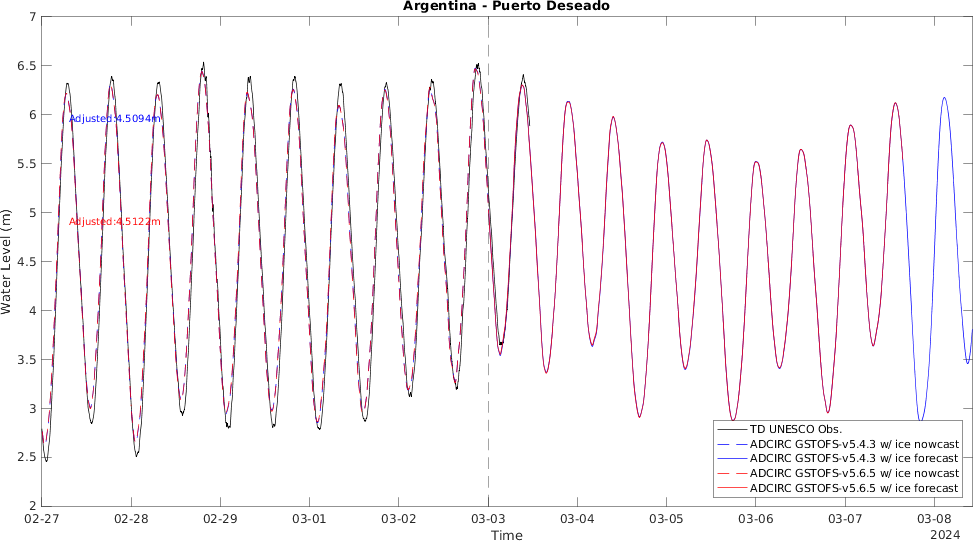 Argentina - Puerto Deseado
7
6.5
6
5.5
5
4.5
4
3.5
3
2.5
2
Water Level (m)
Adjusted:4.5094m
Adjusted:4.5122m
TD UNESCO Obs.
ADCIRC GSTOFS-v5.4.3 w/ ice nowcast
ADCIRC GSTOFS-v5.4.3 w/ ice forecast
ADCIRC GSTOFS-v5.6.5 w/ ice nowcast
ADCIRC GSTOFS-v5.6.5 w/ ice forecast
02-27 02-28 02-29 03-01 03-02 03-03 03-04 03-05 03-06 03-07 03-08
Time
2024